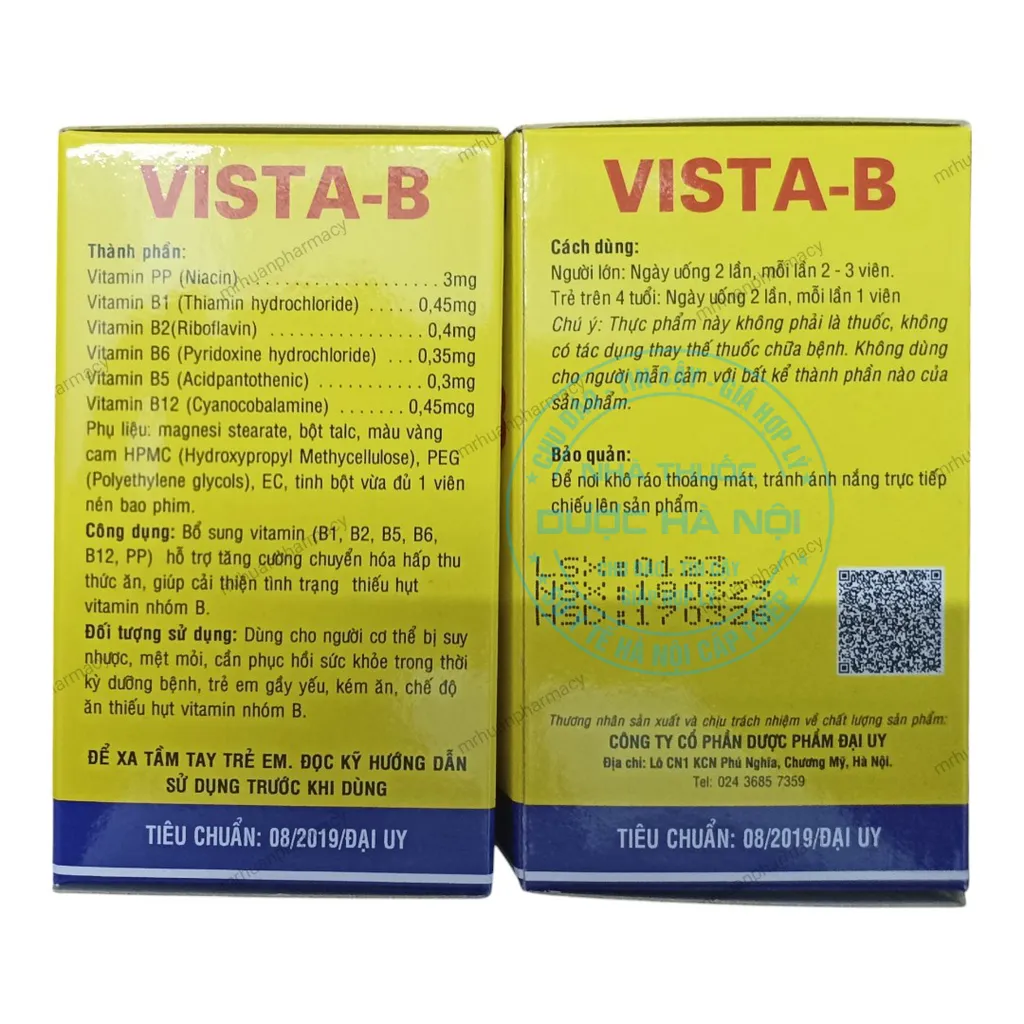 VISTA-B
Thành phần:
Vitamin PP (Niacin) .................... 3mg
Vitamin B1 (Thiamin hydrochloride) ....... 0,45mg
Vitamin B2(Riboflavin) .................... 0,4mg
Vitamin B6 (Pyridoxine hydrochloride) ..... 0,35mg
Vitamin B5 (Acidpantothenic) .............. 0,3mg
Vitamin B12 (Cyanocobalamine) ....... 0,45mcg
Phụ liệu: magnesi stearate, bột talc, màu vàng
cam HPMC (Hydroxypropyl Methycellulose), PEG
(Polyethylene glycols), EC, tinh bột vừa đủ 1 viên
nén bao phim.
Công dụng: Bổ sung vitamin (B1, B2, B5, B6,
B12, PP) hỗ trợ tăng cường chuyển hóa hấp thu
thức ăn, giúp cải thiện tình trạng thiếu hụt
vitamin nhóm B.
Đối tượng sử dụng: Dùng cho người cơ thể bị suy
nhược, mệt mỏi, cần phục hồi sức khỏe trong thời
kỳ dưỡng bệnh, trẻ em gầy yếu, kém ăn, chế độ
ăn thiếu hụt vitamin nhóm B.
ĐỂ XA TẦM TAY TRẺ EM. ĐỌC KỸ HƯỚNG DẪN
SỬ DỤNG TRƯỚC KHI DÙNG
TIÊU CHUẨN: 08/2019/ĐẠI UY
VISTA-B
Cách dùng:
Người lớn: Ngày uống 2 lần, mỗi lần 2 - 3 viên.
Trẻ trên 4 tuổi: Ngày uống 2 lần, mỗi lần 1 viên
Chú ý: Thực phẩm này không phải là thuốc, không
có tác dụng thay thế thuốc chữa bệnh. Không dùng
cho người mẫn cảm với bất kể thành phần nào của
sản phẩm.
Bảo quản:
Để nơi khô ráo thoáng mát, tránh ánh nắng trực tiếp
chiếu lên sản phẩm.
LSX: 0123
NSX: 180323
HSD: 170326
Thương nhân sản xuất và chịu trách nhiệm về chất lượng sản phẩm:
CÔNG TY CỔ PHẦN DƯỢC PHẨM ĐẠI UY
Địa chỉ: Lô CN1 KCN Phú Nghĩa, Chương Mỹ, Hà Nội.
Tel: 024 3685 7359
TIÊU CHUẨN: 08/2019/ĐẠI UY
CHU ĐÁO - TIN CẬY - GIÁ HỢP LÝ
NHÀ THUỐC
DƯỢC HÀ NỘI
Y TẾ HÀ NỘI CẤP PHÉP
mrhuanpharmacy